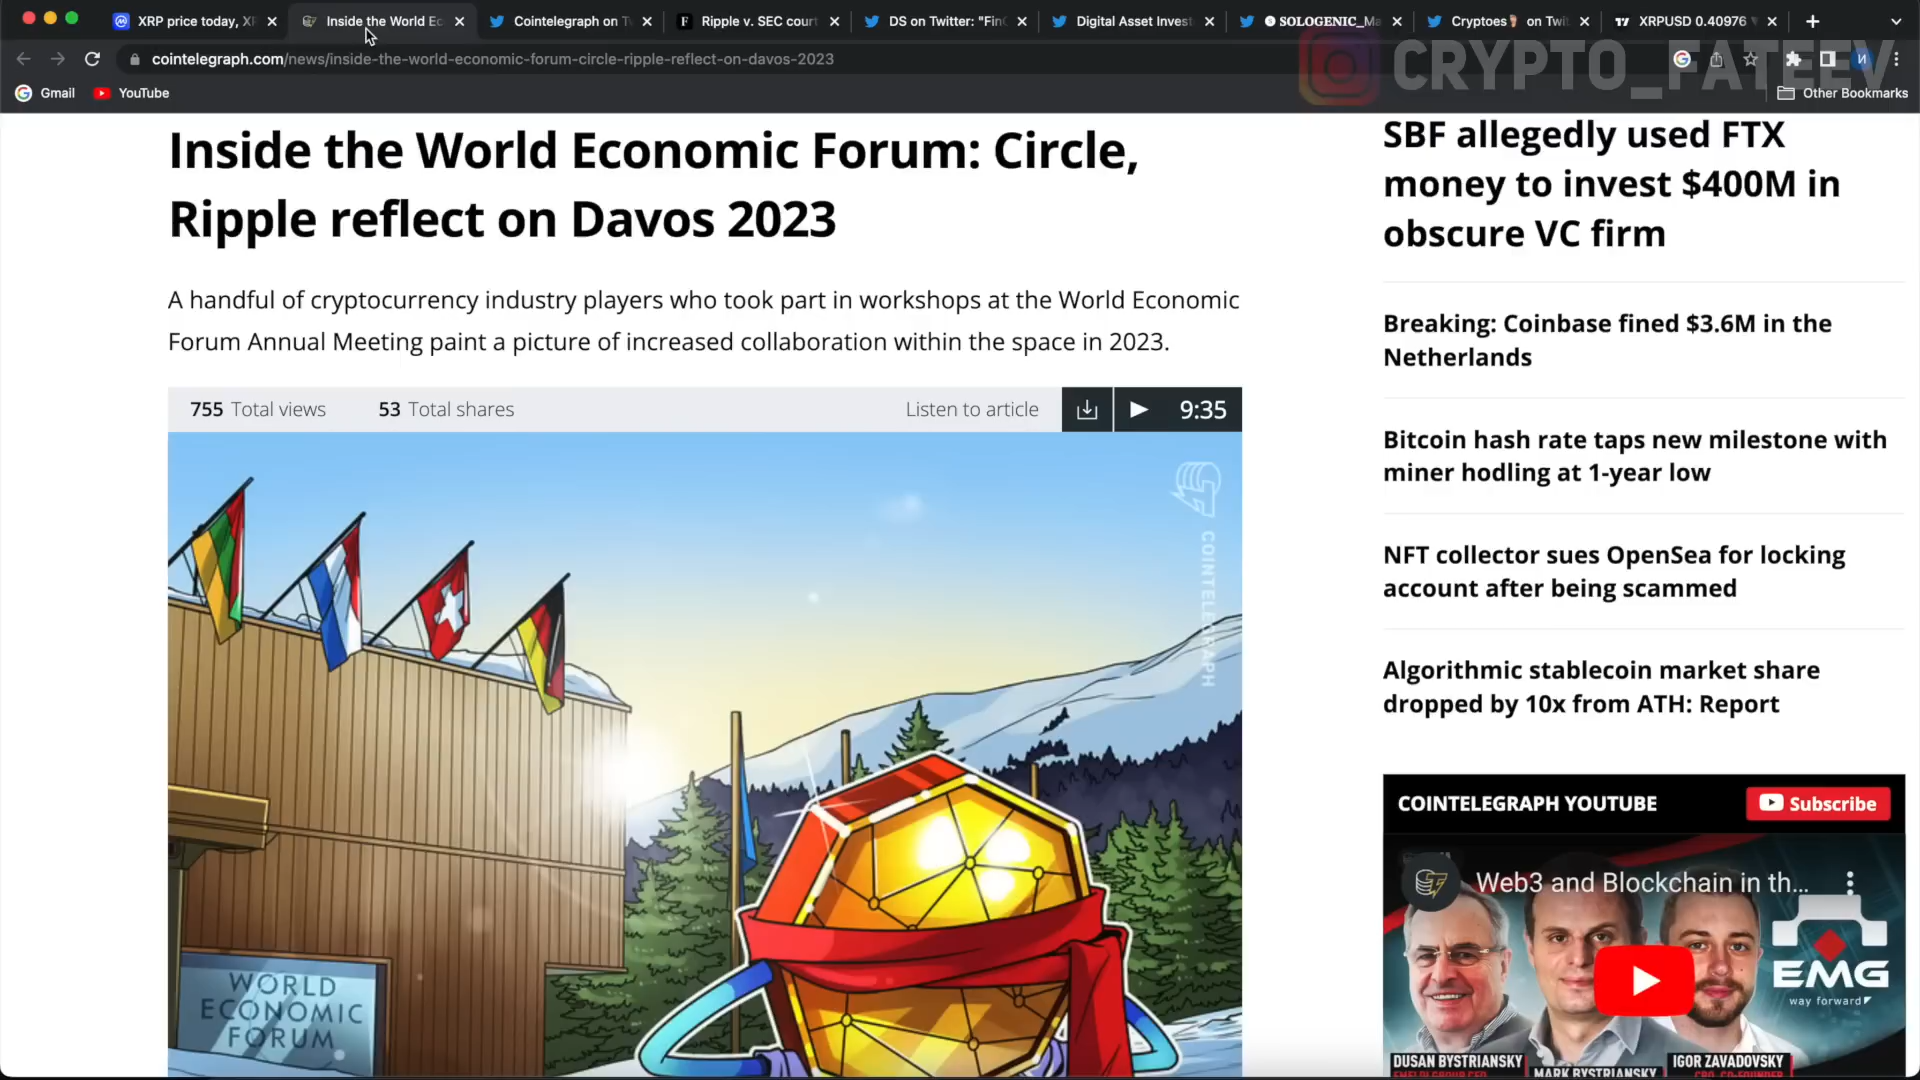 XRP price today, XR
Inside the World Ec
Cointelegraph on Tw
Ripple v. SEC court
DS on Twitter: "FinC
Digital Asset Invest
SOLOGENIC_Ma
Cryptoes on Twi
XRPUSD 0.40976
cointelegraph.com/news/inside-the-world-economic-forum-circle-ripple-reflect-on-davos-2023
CRYPTO_FATEEV
Gmail
YouTube
Other Bookmarks
Inside the World Economic Forum: Circle,
Ripple reflect on Davos 2023
A handful of cryptocurrency industry players who took part in workshops at the World Economic
Forum Annual Meeting paint a picture of increased collaboration within the space in 2023.
755 Total views
53 Total shares
Listen to article
9:35
COINTELEGRAPH
WORLD
ECONOMIC
FORUM
SBF allegedly used FTX
money to invest $400M in
obscure VC firm
Breaking: Coinbase fined $3.6M in the
Netherlands
Bitcoin hash rate taps new milestone with
miner hodling at 1-year low
NFT collector sues OpenSea for locking
account after being scammed
Algorithmic stablecoin market share
dropped by 10x from ATH: Report
COINTELEGRAPH YOUTUBE
Subscribe
Web3 and Blockchain in th...
EMG
way forward
DUSAN BYSTRIANSKY
MARK BYSTRIANSKY
IGOR ZAVADOVSKY